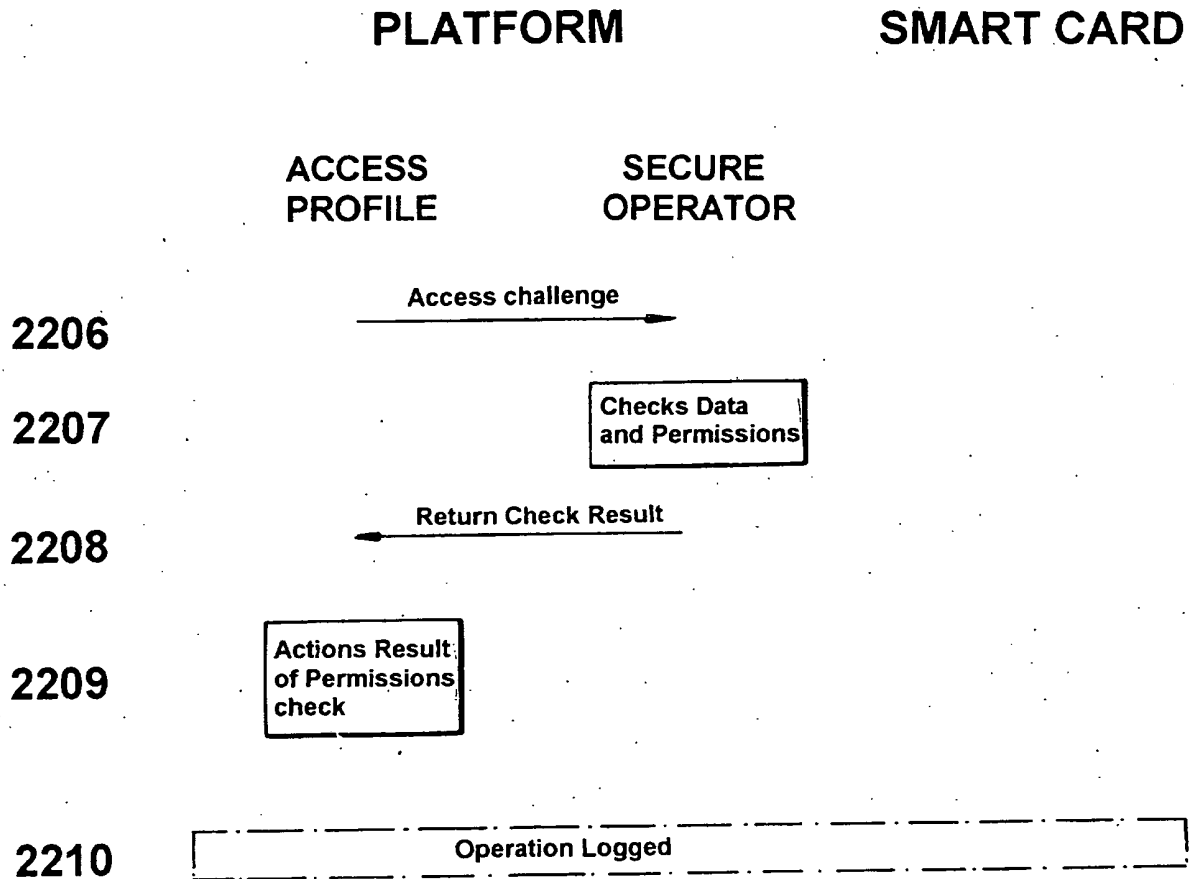 PLATFORM SMART CARD
ACCESS PROFILE
SECURE OPERATOR
2206 Access challenge
2207 Checks Data
and Permissions
2208 Return Check Result
2209 Actions Result
of Permissions
check
2210 Operation Logged